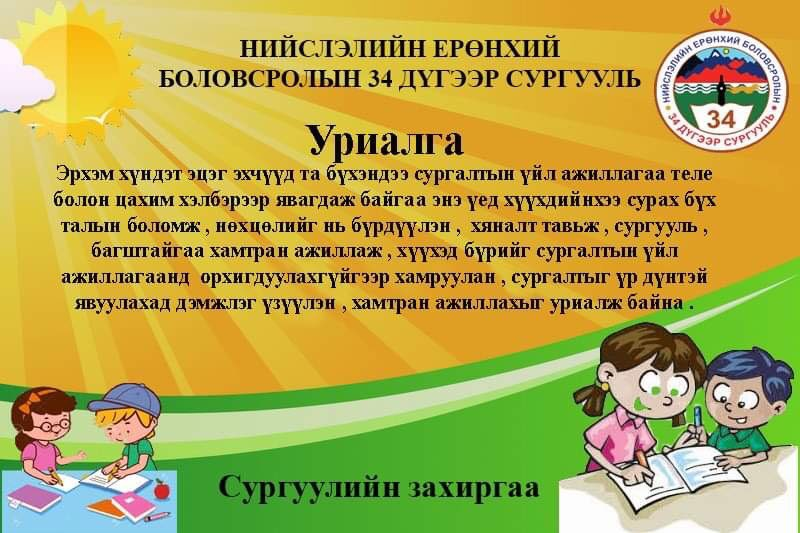 НИЙСЛЭЛИЙН ЕРӨНХИЙ
БОЛОВСРОЛЫН 34 ДҮГЭЭР СУРГУУЛЬ
НИЙСЛЭЛИЙН ЕРӨНХИЙ БОЛОВСРОЛЫН
34
34 ДҮГЭЭР СУРГУУЛЬ
Уриалга
Эрхэм хүндэт эцэг эхчүүд та бүхэндээ сургалтын үйл ажиллагаа теле
болон цахим хэлбэрээр явагдаж байгаа энэ үед хүүхдийнхээ сурах бүх
талын боломж , нөхцөлийг нь бүрдүүлэн , хяналт тавьж , сургууль ,
багштайгаа хамтран ажиллаж , хүүхэд бүрийг сургалтын үйл
ажиллагаанд орхигдуулахгүйгээр хамруулан , сургалтыг үр дүнтэй
явуулахад дэмжлэг үзүүлэн , хамтран ажиллахыг уриалж байна .
Сургуулийн захиргаа